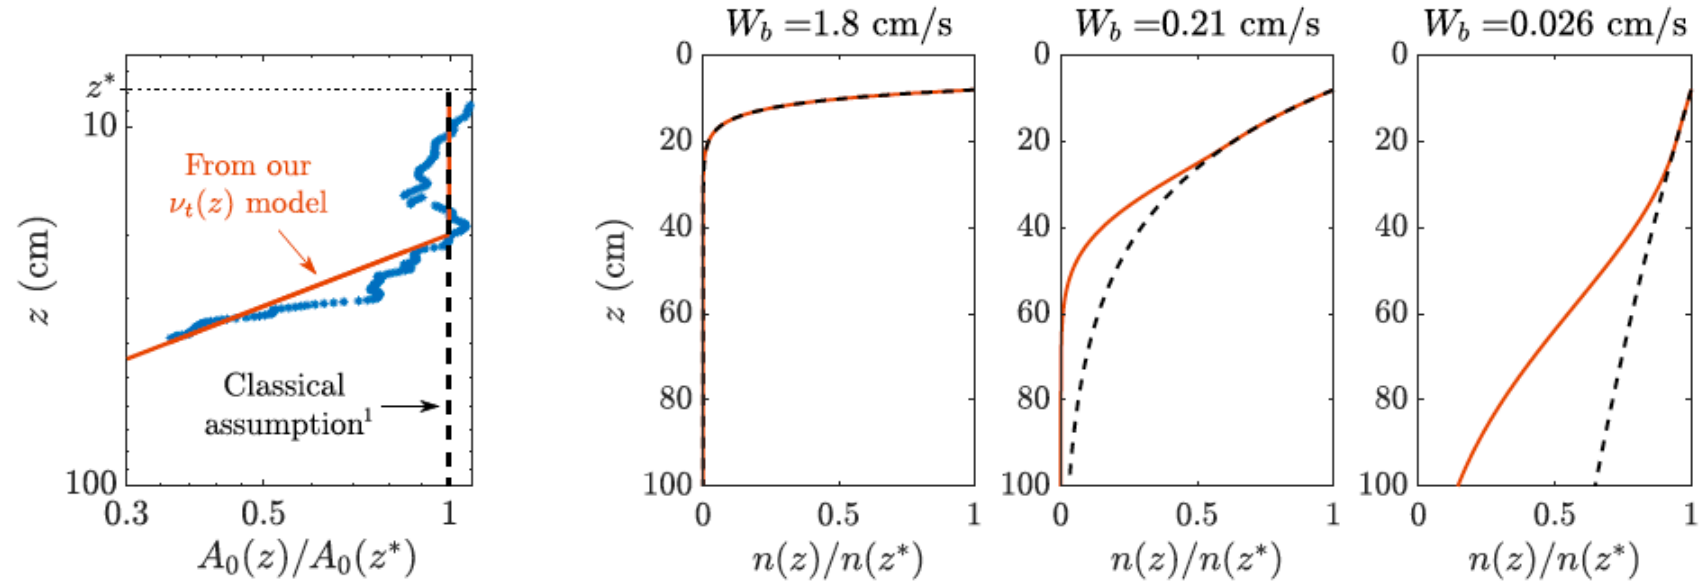 z*
10
100
z (cm)
From our
ν_t(z) model
Classical
assumption¹
0.3
0.5
1
A₀(z)/A₀(z*)
W_b =1.8 cm/s
0
20
40
60
80
100
z (cm)
0
0.5
1
n(z)/n(z*)
W_b =0.21 cm/s
0
20
40
60
80
100
0
0.5
1
n(z)/n(z*)
W_b =0.026 cm/s
0
20
40
60
80
100
0
0.5
1
n(z)/n(z*)